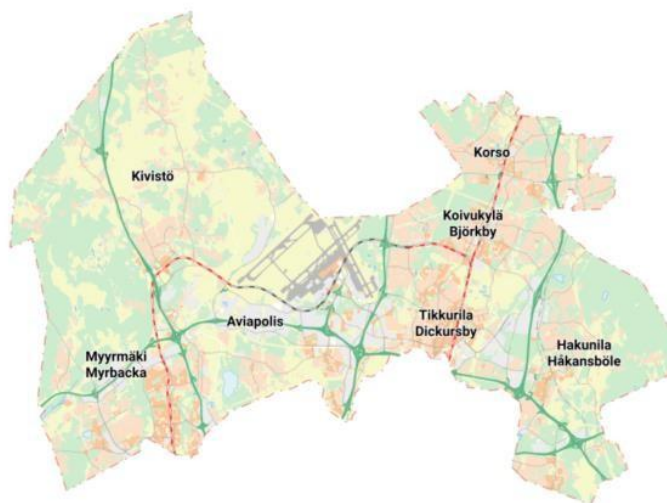 Korso
Kivistö
Koivukylä
Björkby
Aviapolis
Tikkurila
Dickursby
Myyrmäki
Myrbacka
Hakunila
Håkansböle